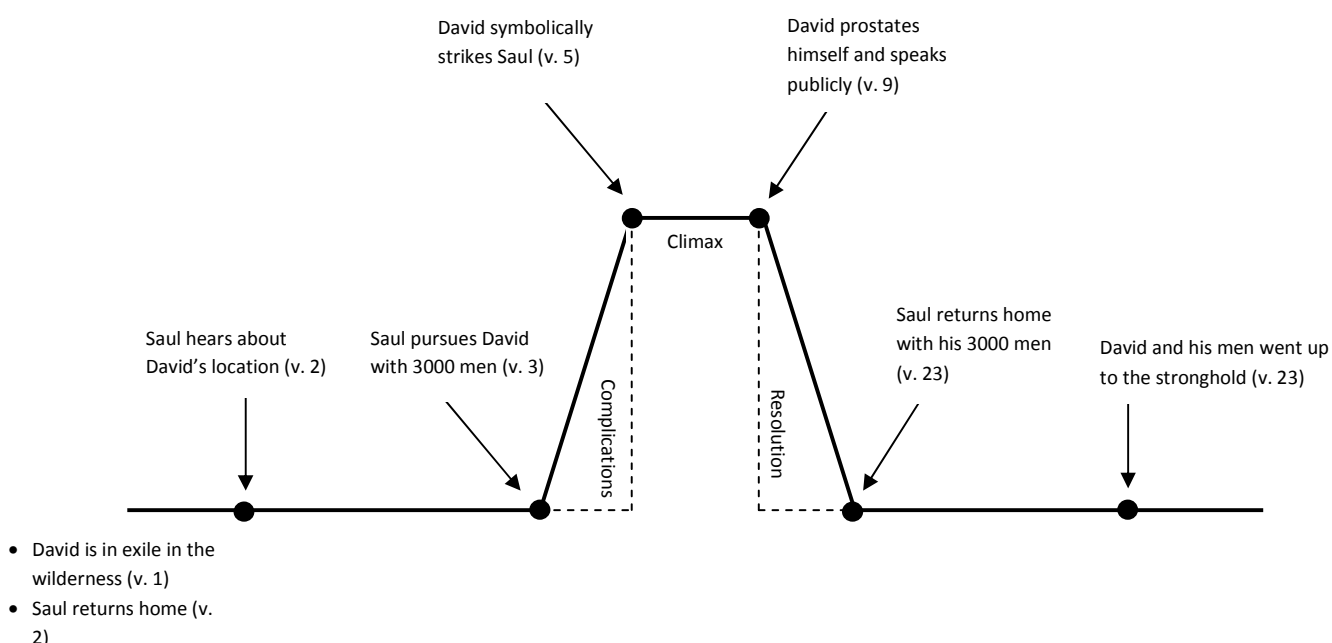 David symbolically
strikes Saul (v. 5)
David prostates
himself and speaks
publicly (v. 9)
Climax
Saul hears about
David’s location (v. 2)
Saul pursues David
with 3000 men (v. 3)
Complications
Resolution
Saul returns home
with his 3000 men
(v. 23)
David and his men went up
to the stronghold (v. 23)
• David is in exile in the
wilderness (v. 1)
• Saul returns home (v.
2)